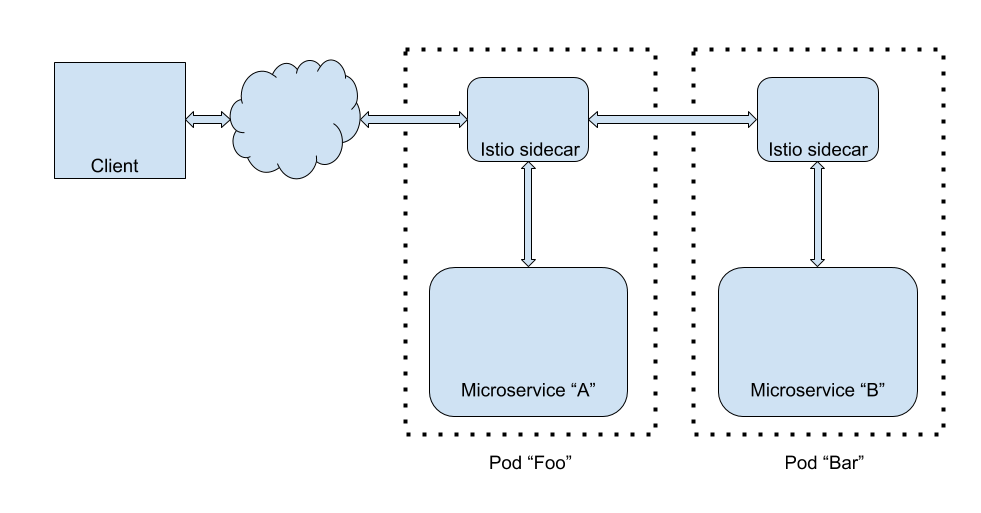 Client
Istio sidecar
Istio sidecar
Microservice “A”
Microservice “B”
Pod “Foo”
Pod “Bar”